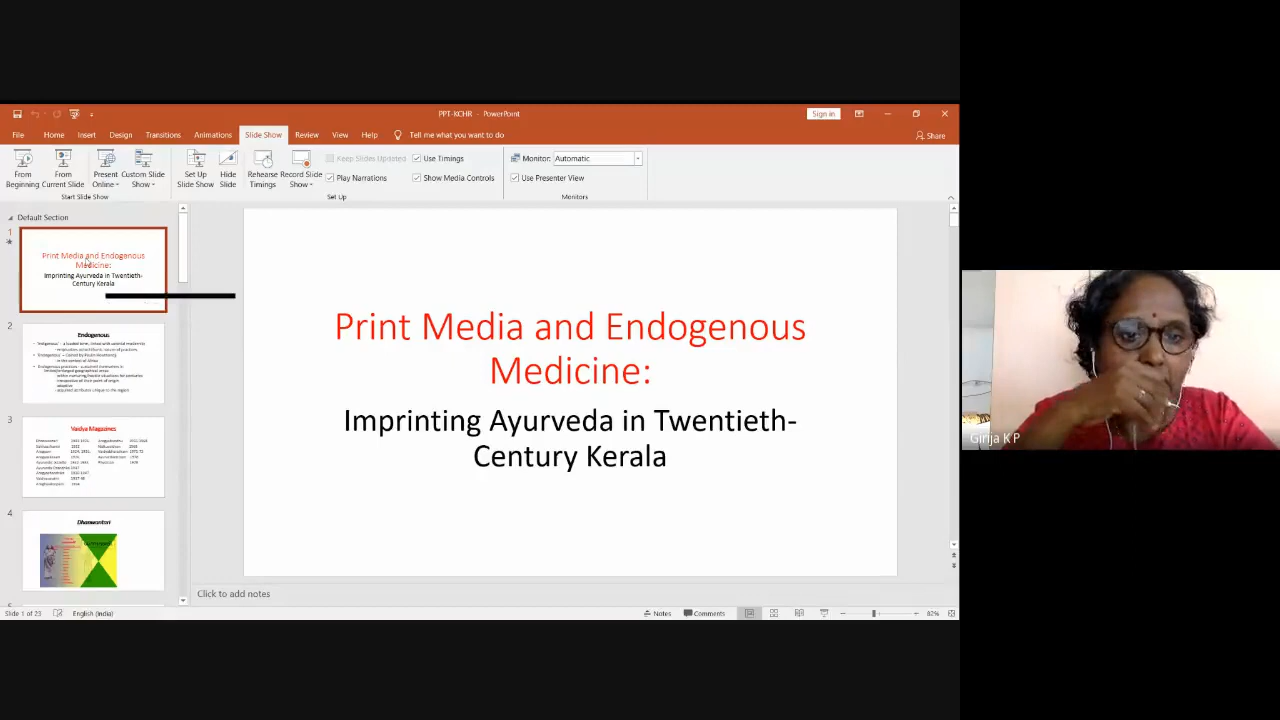 PPT-KCHR - PowerPoint
Sign in
File Home Insert Design Transitions Animations Slide Show Review View Help Tell me what you want to do
Share
From Beginning
From Current Slide
Present Online
Custom Slide Show
Start Slide Show
Set Up Slide Show
Hide Slide
Rehearse Timings
Record Slide Show
Keep Slides Updated
Play Narrations
Use Timings
Show Media Controls
Set Up
Monitor: Automatic
Use Presenter View
Monitors
Default Section
1
Print Media and Endogenous
Medicine:
Imprinting Ayurveda in Twentieth-
Century Kerala
2
Endogenous
3
Vaidya Magazines
4
Dhanwantari
Print Media and Endogenous
Medicine:
Imprinting Ayurveda in Twentieth-
Century Kerala
Click to add notes
Slide 1 of 23
English (India)
Notes
Comments
82%
Girija K P